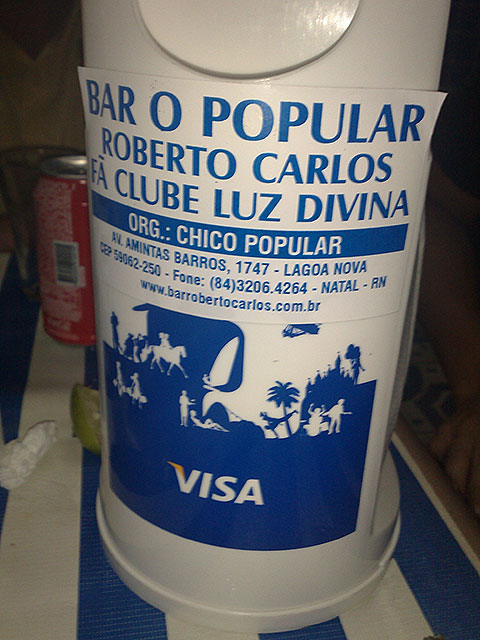 BAR O POPULAR
ROBERTO CARLOS
FÃ CLUBE LUZ DIVINA
ORG.: CHICO POPULAR
AV. AMINTAS BARROS, 1747 - LAGOA NOVA
CEP 59062-250 - Fone: (84)3206.4264 - NATAL - RN
www.barrobertocarlos.com.br
VISA